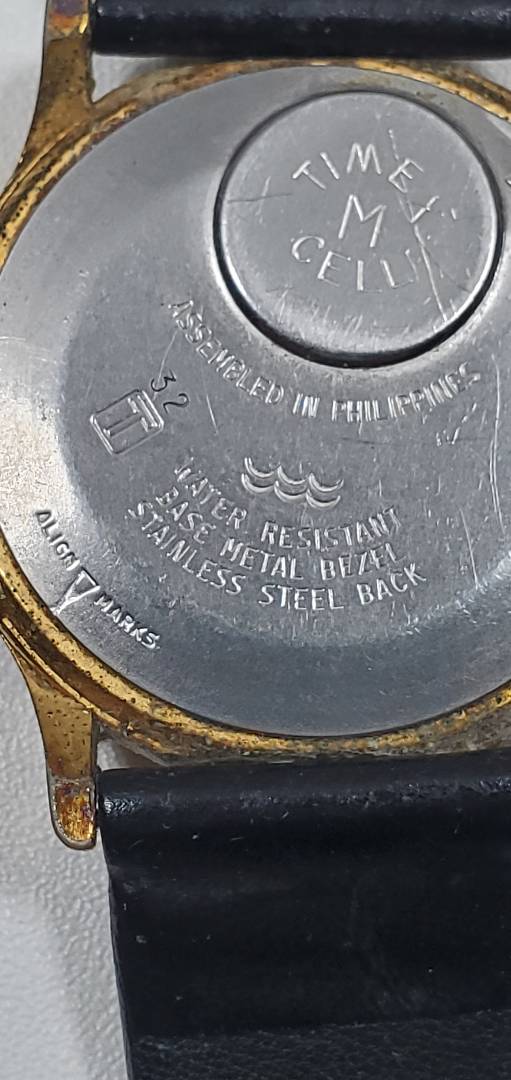 TIMEX
M
CELL
ASSEMBLED IN PHILIPPINES
32
T
WATER RESISTANT
BASE METAL BEZEL
STAINLESS STEEL BACK
ALIGN V MARKS